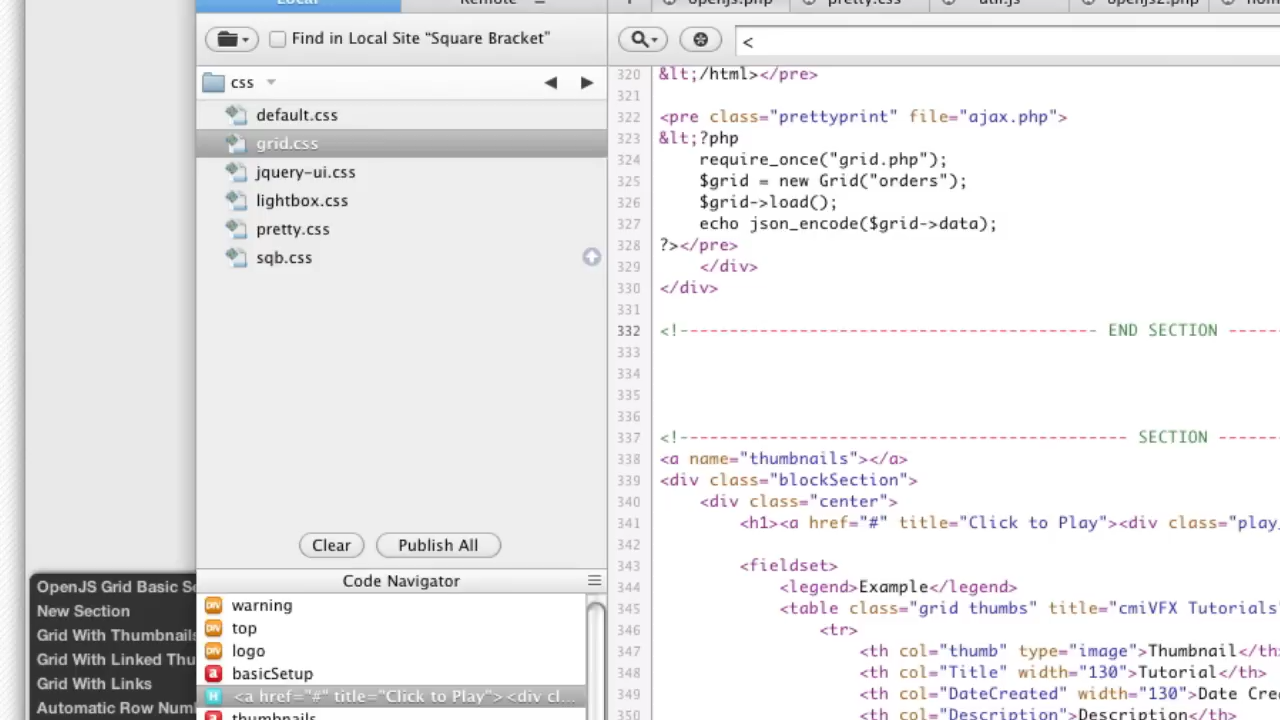 Local
Remote
openjs.php
pretty.css
util.js
openjs2.php
Find in Local Site “Square Bracket”
<
css
default.css
grid.css
jquery-ui.css
lightbox.css
pretty.css
sqb.css
Clear
Publish All
Code Navigator
warning
top
logo
basicSetup
<a href="#" title="Click to Play"><div cl...
thumbnails
OpenJS Grid Basic Se
New Section
Grid With Thumbnails
Grid With Linked Thu
Grid With Links
Automatic Row Num
320 &lt;/html></pre>
321
322 <pre class="prettyprint" file="ajax.php">
323 &lt;?php
324 require_once("grid.php");
325 $grid = new Grid("orders");
326 $grid->load();
327 echo json_encode($grid->data);
328 ?></pre>
329 </div>
330 </div>
331
332 <!----------------------------------------- END SECTION -----
333
334
335
336
337 <!-------------------------------------------- SECTION ------
338 <a name="thumbnails"></a>
339 <div class="blockSection">
340 <div class="center">
341 <h1><a href="#" title="Click to Play"><div class="play_
342
343 <fieldset>
344 <legend>Example</legend>
345 <table class="grid thumbs" title="cmiVFX Tutorials"
346 <tr>
347 <th col="thumb" type="image">Thumbnail</th>
348 <th col="Title" width="130">Tutorial</th>
349 <th col="DateCreated" width="130">Date Cre
350 <th col="Description">Description</th>